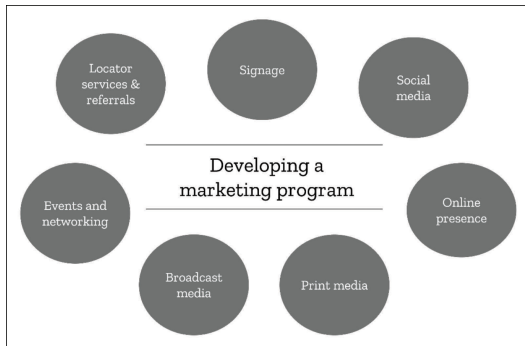 Locator
services &
referrals
Signage
Social
media
Developing a
marketing program
Events and
networking
Online
presence
Broadcast
media
Print media